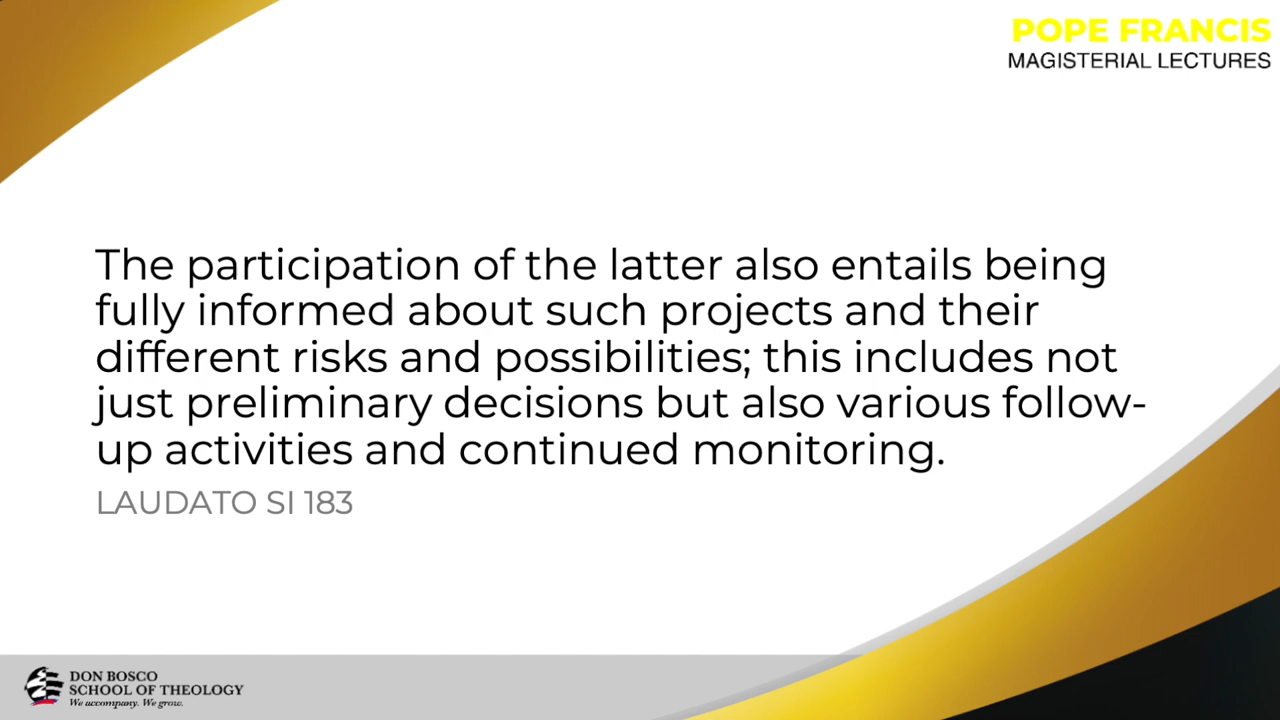 POPE FRANCIS
MAGISTERIAL LECTURES
The participation of the latter also entails being
fully informed about such projects and their
different risks and possibilities; this includes not
just preliminary decisions but also various follow-
up activities and continued monitoring.
LAUDATO SI 183
DON BOSCO
SCHOOL OF THEOLOGY
We accompany. We grow.